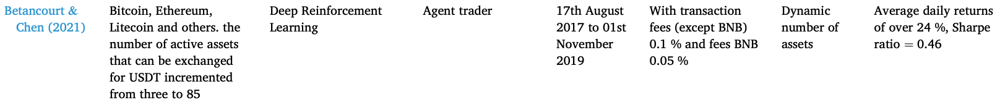 Betancourt &
Chen (2021)
Bitcoin, Ethereum,
Litecoin and others. the
number of active assets
that can be exchanged
for USDT incremented
from three to 85
Deep Reinforcement
Learning
Agent trader
17th August
2017 to 01st
November
2019
With transaction
fees (except BNB)
0.1 % and fees BNB
0.05 %
Dynamic
number of
assets
Average daily returns
of over 24 %, Sharpe
ratio = 0.46